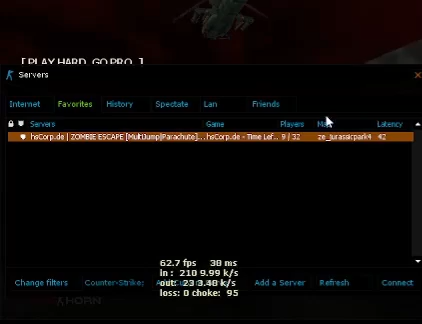 [ PLAY HARD. GO PRO. ]
Servers
Internet Favorites History Spectate Lan Friends
Servers Game Players Map Latency
hsCorp.de | ZOMBIE ESCAPE [MultiJump|Parachute]... hsCorp.de - Time Lef... 9 / 32 ze_jurassicpark4 42
62.7 fps 38 ms
in : 210 9.99 k/s
out: 23 3.48 k/s
loss: 0 choke: 95
Change filters Counter-Strike: Add a Server Refresh Connect